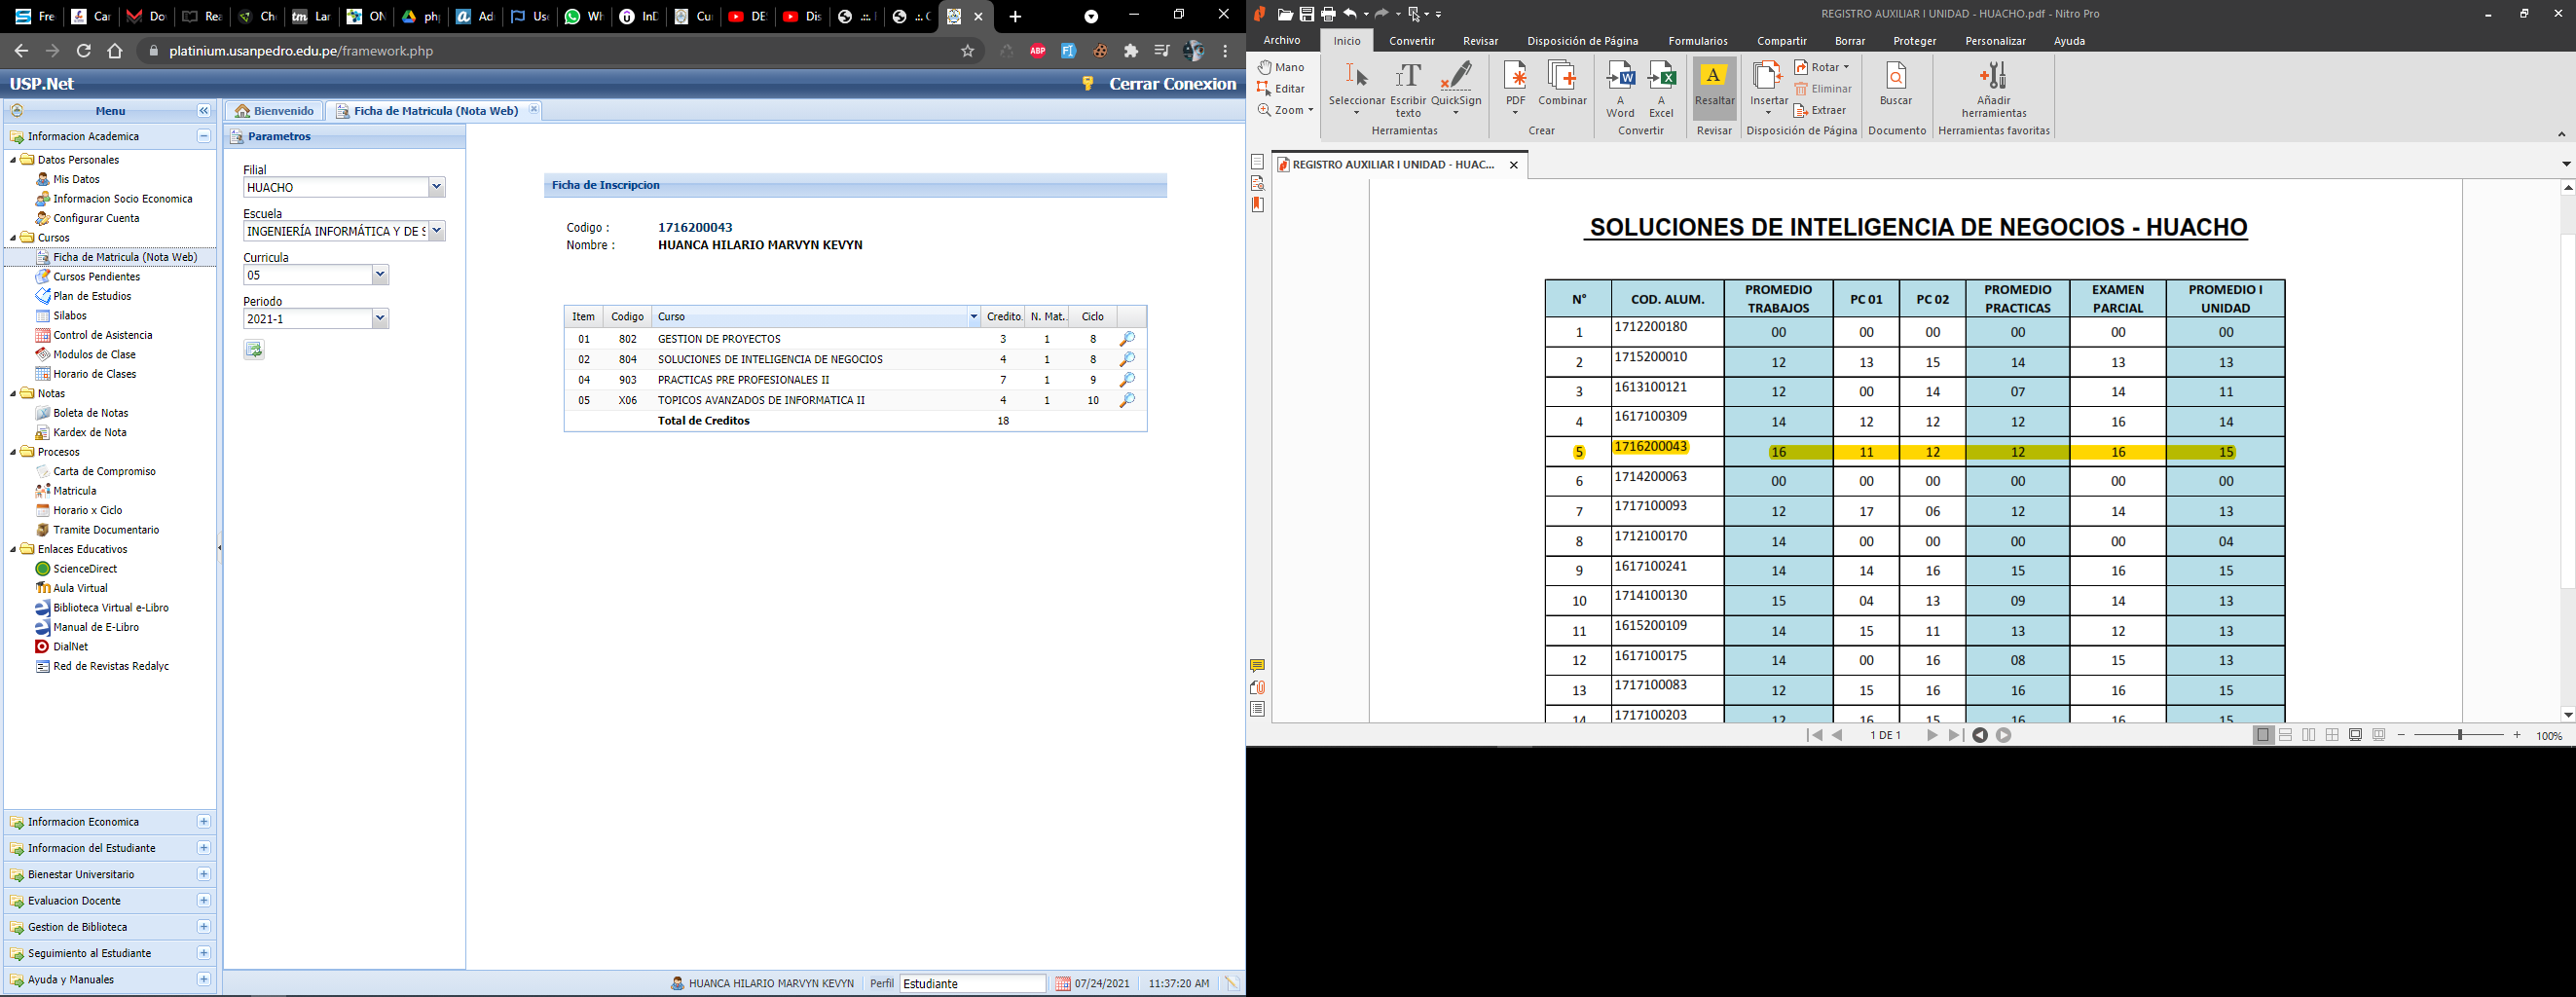 Fre
Car
Do
Rea
Ch
Lar
ON
php
Ad
Us
Wh
InD
Cu
DE
Dis
platinium.usanpedro.edu.pe/framework.php
USP.Net
Cerrar Conexion
Menu
Informacion Academica
Datos Personales
Mis Datos
Informacion Socio Economica
Configurar Cuenta
Cursos
Ficha de Matricula (Nota Web)
Cursos Pendientes
Plan de Estudios
Silabos
Control de Asistencia
Modulos de Clase
Horario de Clases
Notas
Boleta de Notas
Kardex de Nota
Procesos
Carta de Compromiso
Matricula
Horario x Ciclo
Tramite Documentario
Enlaces Educativos
ScienceDirect
Aula Virtual
Biblioteca Virtual e-Libro
Manual de E-Libro
DialNet
Red de Revistas Redalyc
Informacion Economica
Informacion del Estudiante
Bienestar Universitario
Evaluacion Docente
Gestion de Biblioteca
Seguimiento al Estudiante
Ayuda y Manuales
Bienvenido
Ficha de Matricula (Nota Web)
Parametros
Filial
HUACHO
Escuela
INGENIERÍA INFORMÁTICA Y DE S
Curricula
05
Periodo
2021-1
Ficha de Inscripcion
Codigo : 1716200043
Nombre : HUANCA HILARIO MARVYN KEVYN
Item Codigo Curso Credito. N. Mat.. Ciclo
01 802 GESTION DE PROYECTOS 3 1 8
02 804 SOLUCIONES DE INTELIGENCIA DE NEGOCIOS 4 1 8
04 903 PRACTICAS PRE PROFESIONALES II 7 1 9
05 X06 TOPICOS AVANZADOS DE INFORMATICA II 4 1 10
Total de Creditos 18
HUANCA HILARIO MARVYN KEVYN Perfil Estudiante 07/24/2021 11:37:20 AM
REGISTRO AUXILIAR I UNIDAD - HUACHO.pdf - Nitro Pro
Archivo Inicio Convertir Revisar Disposición de Página Formularios Compartir Borrar Proteger Personalizar Ayuda
Mano
Editar
Zoom
Seleccionar
Escribir texto
QuickSign
Herramientas
PDF
Combinar
Crear
A Word
A Excel
Convertir
Resaltar
Revisar
Insertar
Rotar
Eliminar
Extraer
Disposición de Página
Buscar
Documento
Añadir herramientas
Herramientas favoritas
REGISTRO AUXILIAR I UNIDAD - HUAC...
SOLUCIONES DE INTELIGENCIA DE NEGOCIOS - HUACHO
N° COD. ALUM. PROMEDIO TRABAJOS PC 01 PC 02 PROMEDIO PRACTICAS EXAMEN PARCIAL PROMEDIO I UNIDAD
1 1712200180 00 00 00 00 00 00
2 1715200010 12 13 15 14 13 13
3 1613100121 12 00 14 07 14 11
4 1617100309 14 12 12 12 16 14
5 1716200043 16 11 12 12 16 15
6 1714200063 00 00 00 00 00 00
7 1717100093 12 17 06 12 14 13
8 1712100170 14 00 00 00 00 04
9 1617100241 14 14 16 15 16 15
10 1714100130 15 04 13 09 14 13
11 1615200109 14 15 11 13 12 13
12 1617100175 14 00 16 08 15 13
13 1717100083 12 15 16 16 16 15
14 1717100203 12 16 15 16 16 15
1 DE 1
100%